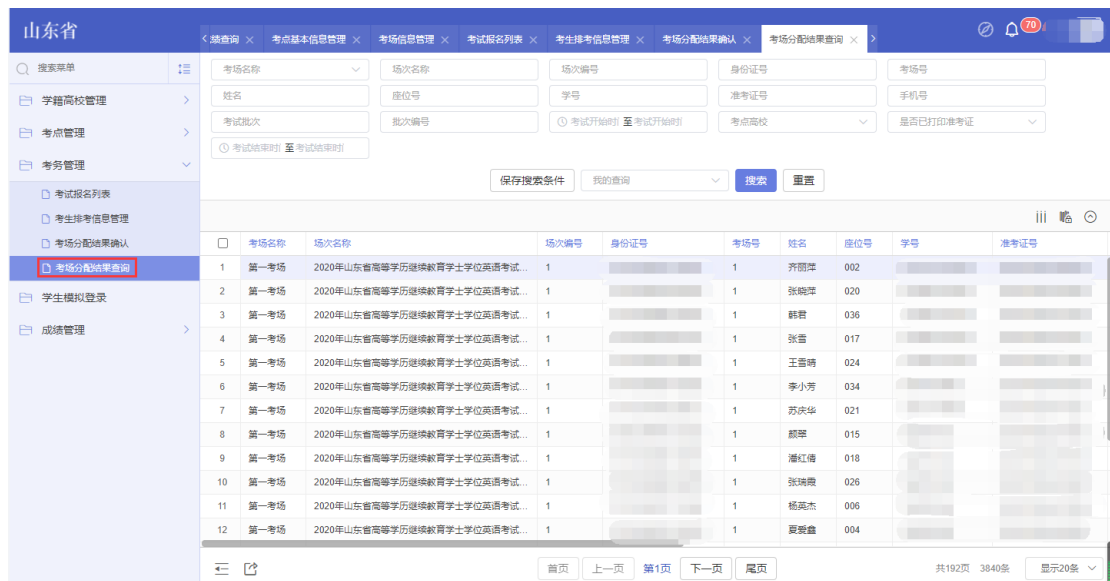 山东省
70
绩查询 × 考点基本信息管理 × 考场信息管理 × 考试报名列表 × 考生排考信息管理 × 考场分配结果确认 × 考场分配结果查询 ×
搜索菜单
学籍高校管理
考点管理
考务管理
考试报名列表
考生排考信息管理
考场分配结果确认
考场分配结果查询
学生模拟登录
成绩管理
考场名称 场次名称 场次编号 身份证号 考场号
姓名 座位号 学号 准考证号 手机号
考试批次 批次编号 考试开始时 至 考试开始时 考点高校 是否已打印准考证
考试结束时 至 考试结束时
保存搜索条件 我的查询 搜索 重置
考场名称 场次名称 场次编号 身份证号 考场号 姓名 座位号 学号 准考证号
1 第一考场 2020年山东省高等学历继续教育学士学位英语考试... 1 1 齐丽萍 002
2 第一考场 2020年山东省高等学历继续教育学士学位英语考试... 1 1 张晓萍 020
3 第一考场 2020年山东省高等学历继续教育学士学位英语考试... 1 1 韩君 036
4 第一考场 2020年山东省高等学历继续教育学士学位英语考试... 1 1 张雪 017
5 第一考场 2020年山东省高等学历继续教育学士学位英语考试... 1 1 王雪晴 024
6 第一考场 2020年山东省高等学历继续教育学士学位英语考试... 1 1 李小芳 034
7 第一考场 2020年山东省高等学历继续教育学士学位英语考试... 1 1 苏庆华 021
8 第一考场 2020年山东省高等学历继续教育学士学位英语考试... 1 1 颜翠 015
9 第一考场 2020年山东省高等学历继续教育学士学位英语考试... 1 1 潘红倩 018
10 第一考场 2020年山东省高等学历继续教育学士学位英语考试... 1 1 张瑞霞 026
11 第一考场 2020年山东省高等学历继续教育学士学位英语考试... 1 1 杨英杰 006
12 第一考场 2020年山东省高等学历继续教育学士学位英语考试... 1 1 夏爱鑫 004
首页 上一页 第1页 下一页 尾页 共192页 3840条 显示20条